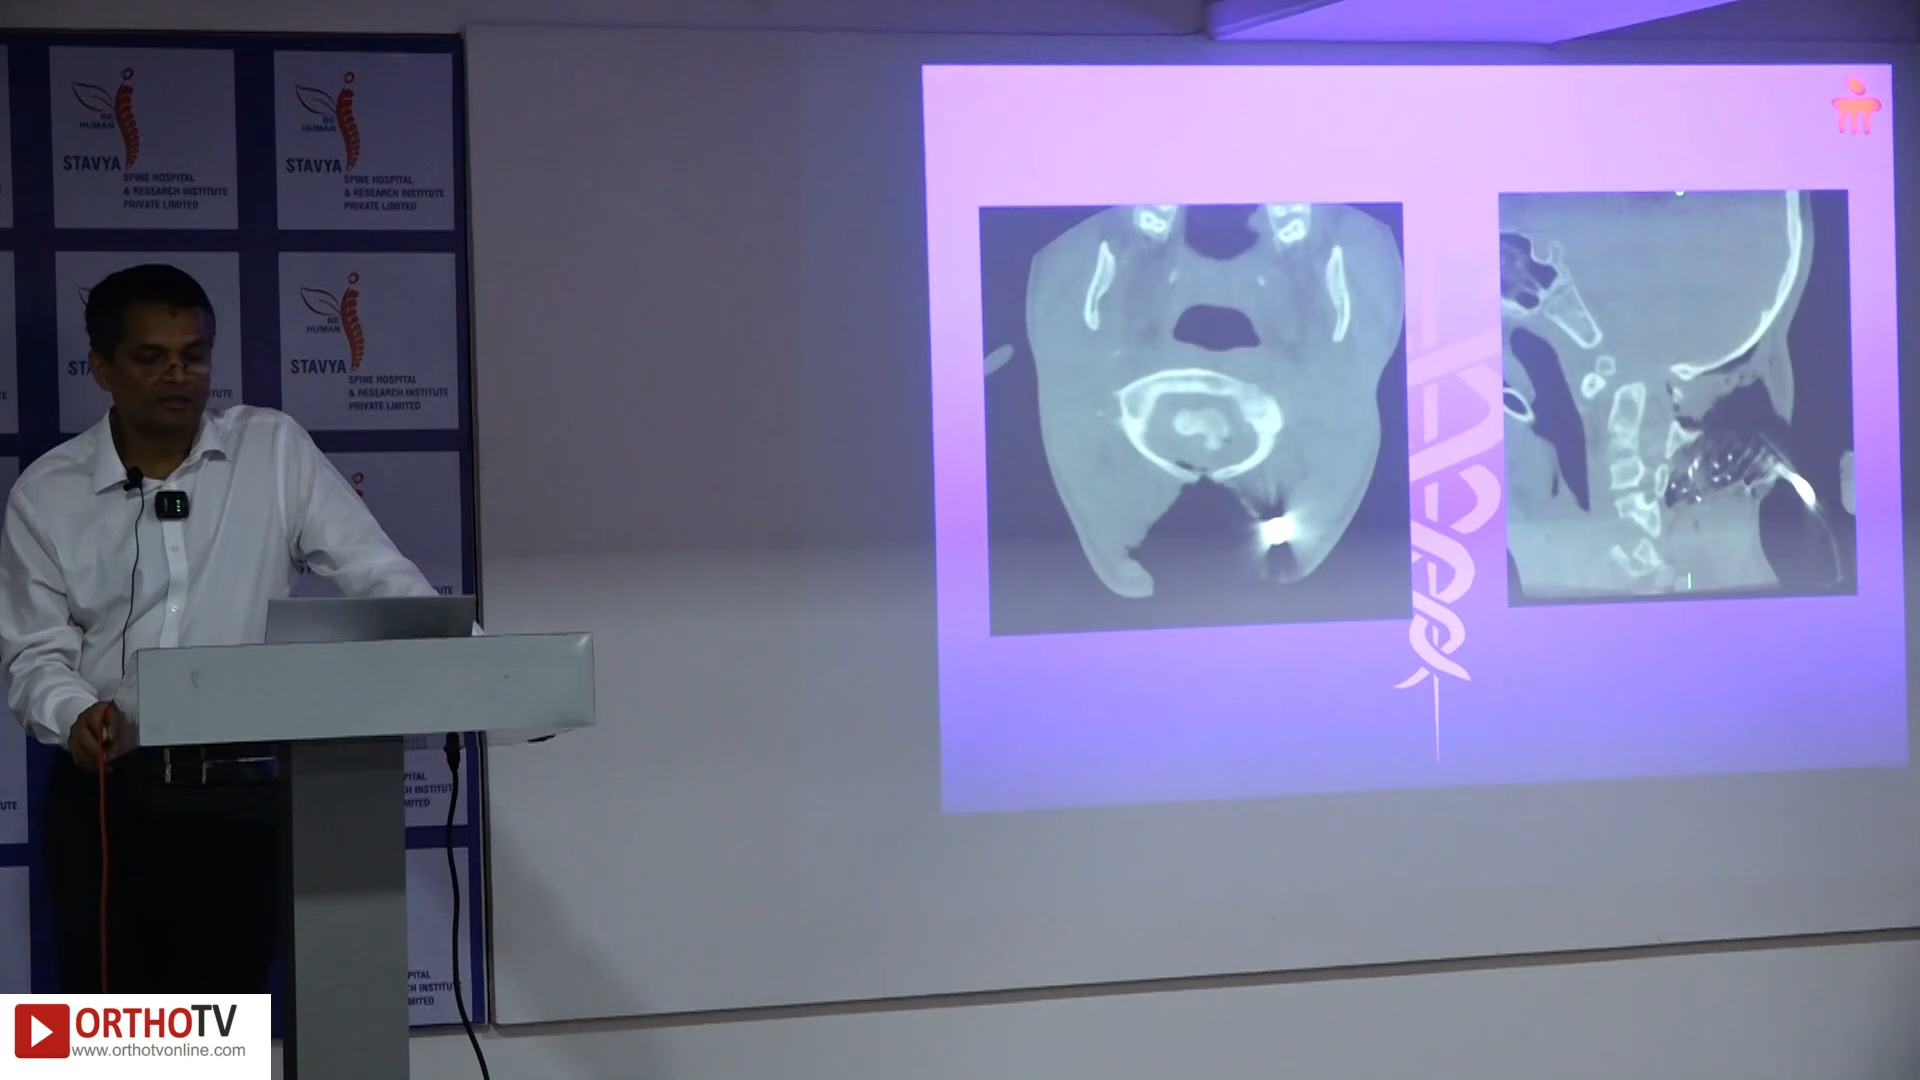 BE
HUMAN
STAVYA
SPINE HOSPITAL
& RESEARCH INSTITUTE
PRIVATE LIMITED
BE
HUMAN
STAVYA
SPINE HOSPITAL
& RESEARCH INSTITUTE
PRIVATE LIMITED
BE
HUMAN
STAVYA
SPINE HOSPITAL
& RESEARCH INSTITUTE
PRIVATE LIMITED
ORTHOTV
www.orthotvonline.com